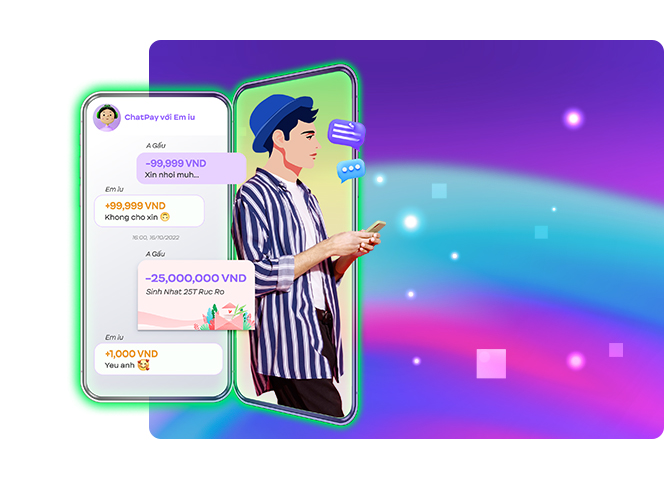 ChatPay với Em iu
A Gấu
-99,999 VND
Xin nhoi muh...
Em iu
+99,999 VND
Khong cho xin
16:00, 15/10/2022
A Gấu
-25,000,000 VND
Sinh Nhat 25T Ruc Ro
Em iu
+1,000 VND
Yeu anh